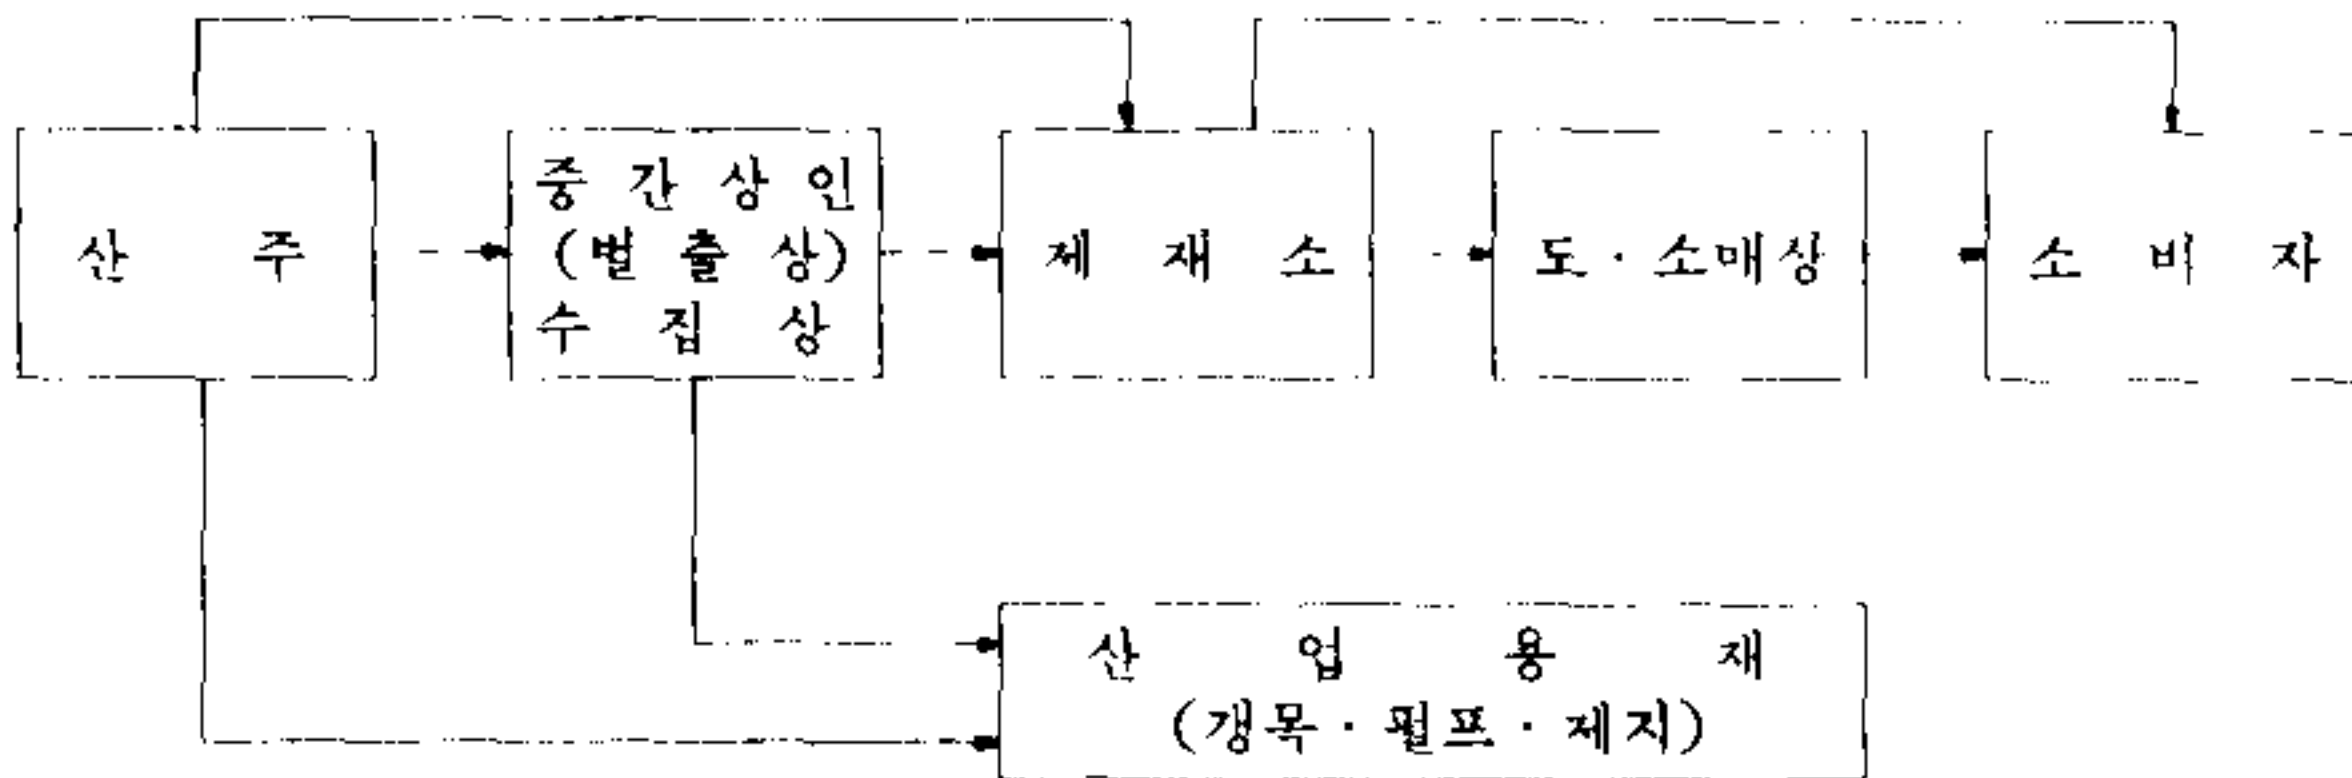 산 주
중 간 상 인
(벌 출 상)
수 집 상
제 재 소
도 · 소매상
소 비 자
산 업 용 재
(갱목 · 펄프 · 제지)